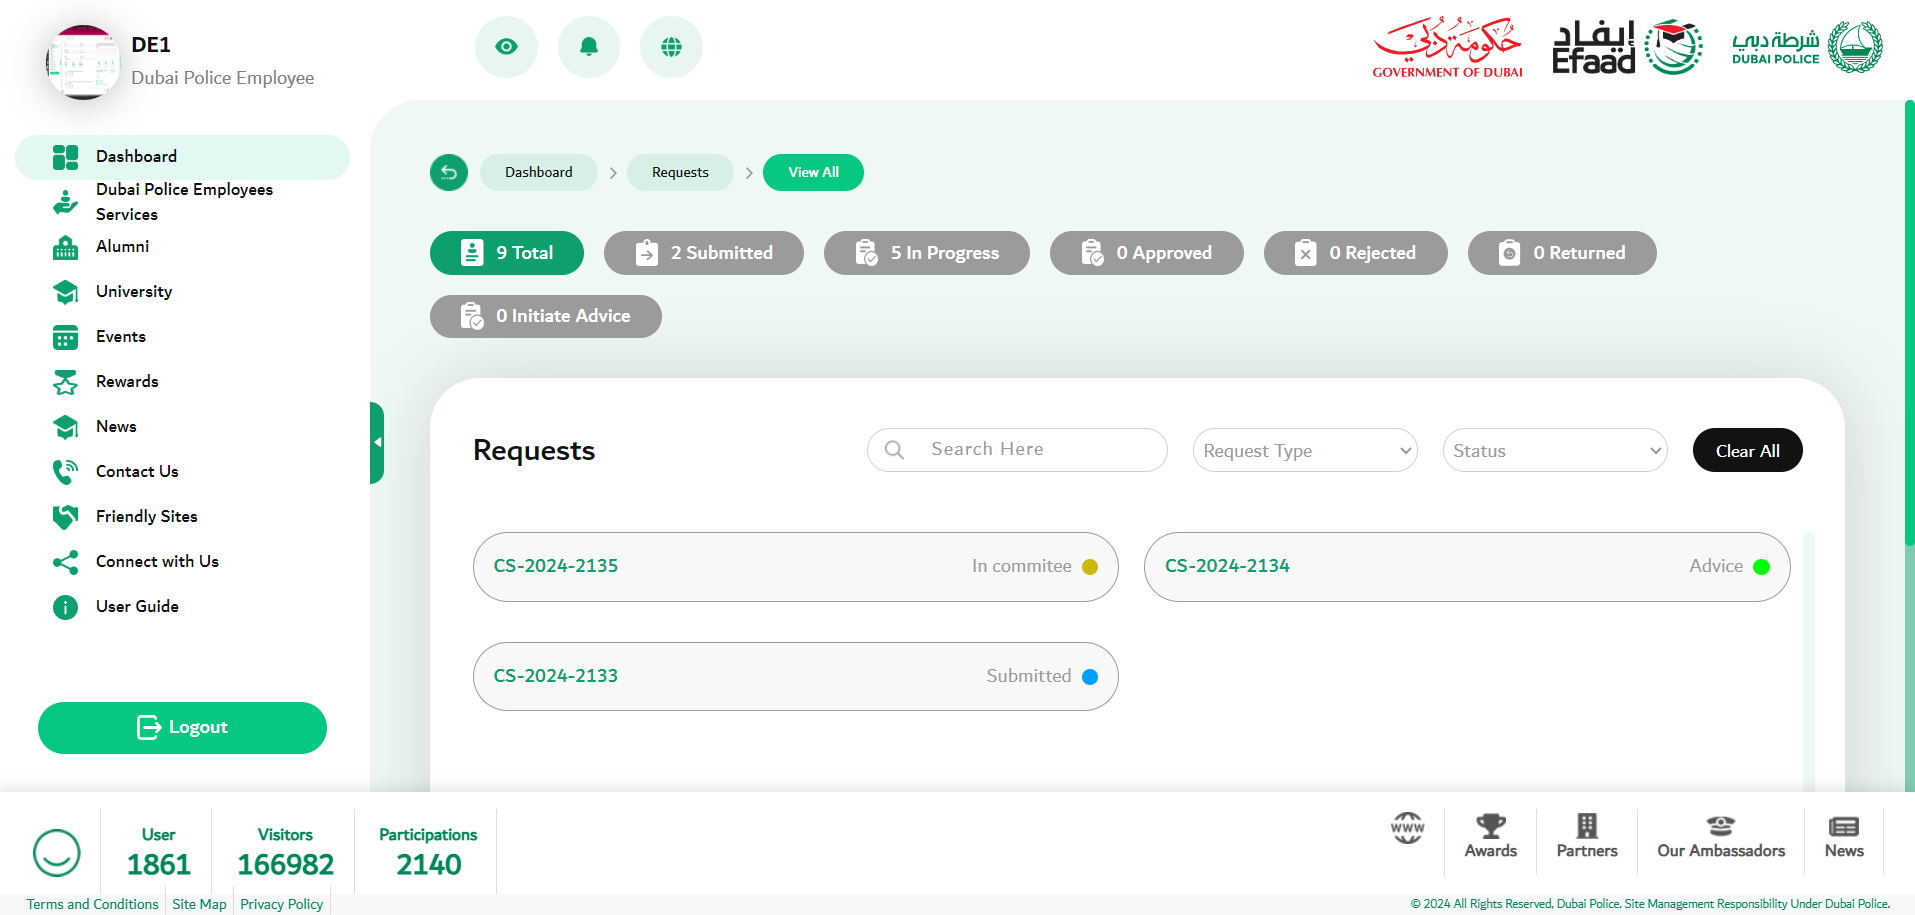 DE1
Dubai Police Employee
حكومة دبي
GOVERNMENT OF DUBAI
إيفاد
Efaad
شرطة دبي
DUBAI POLICE
Dashboard
Dubai Police Employees
Services
Alumni
University
Events
Rewards
News
Contact Us
Friendly Sites
Connect with Us
User Guide
Logout
Dashboard
Requests
View All
9 Total
2 Submitted
5 In Progress
0 Approved
0 Rejected
0 Returned
0 Initiate Advice
Requests
Search Here
Request Type
Status
Clear All
CS-2024-2135
In commitee
CS-2024-2134
Advice
CS-2024-2133
Submitted
User
1861
Visitors
166982
Participations
2140
www
Awards
Partners
Our Ambassadors
News
Terms and Conditions
Site Map
Privacy Policy
© 2024 All Rights Reserved, Dubai Police. Site Management Responsibility Under Dubai Police.